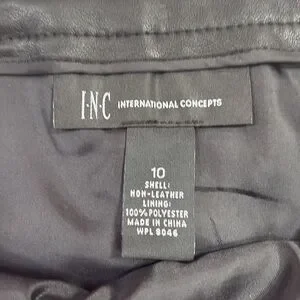 I·N·C INTERNATIONAL CONCEPTS
10
SHELL:
NON-LEATHER
LINING:
100%POLYESTER
MADE IN CHINA
WPL 8046